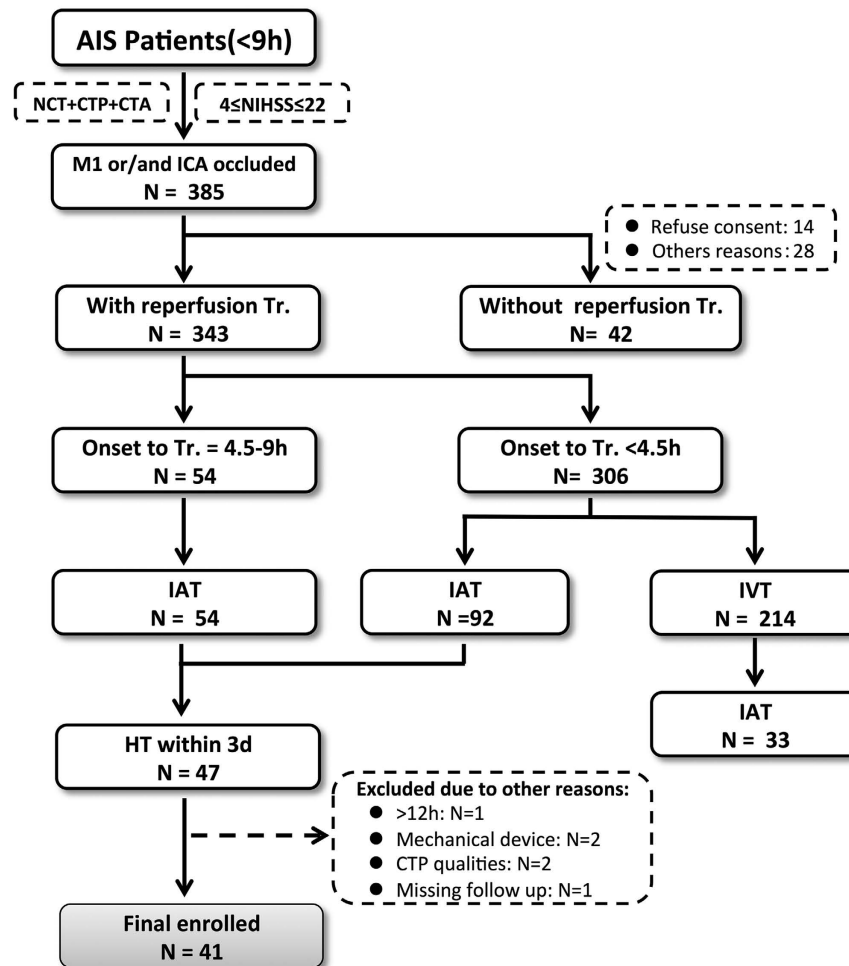 AIS Patients(<9h)
NCT+CTP+CTA
4≤NIHSS≤22
M1 or/and ICA occluded
N = 385
● Refuse consent: 14
● Others reasons: 28
With reperfusion Tr.
N = 343
Without reperfusion Tr.
N= 42
Onset to Tr. = 4.5-9h
N = 54
Onset to Tr. <4.5h
N= 306
IAT
N = 54
IAT
N =92
IVT
N = 214
IAT
N = 33
HT within 3d
N = 47
Excluded due to other reasons:
● >12h: N=1
● Mechanical device: N=2
● CTP qualities: N=2
● Missing follow up: N=1
Final enrolled
N = 41